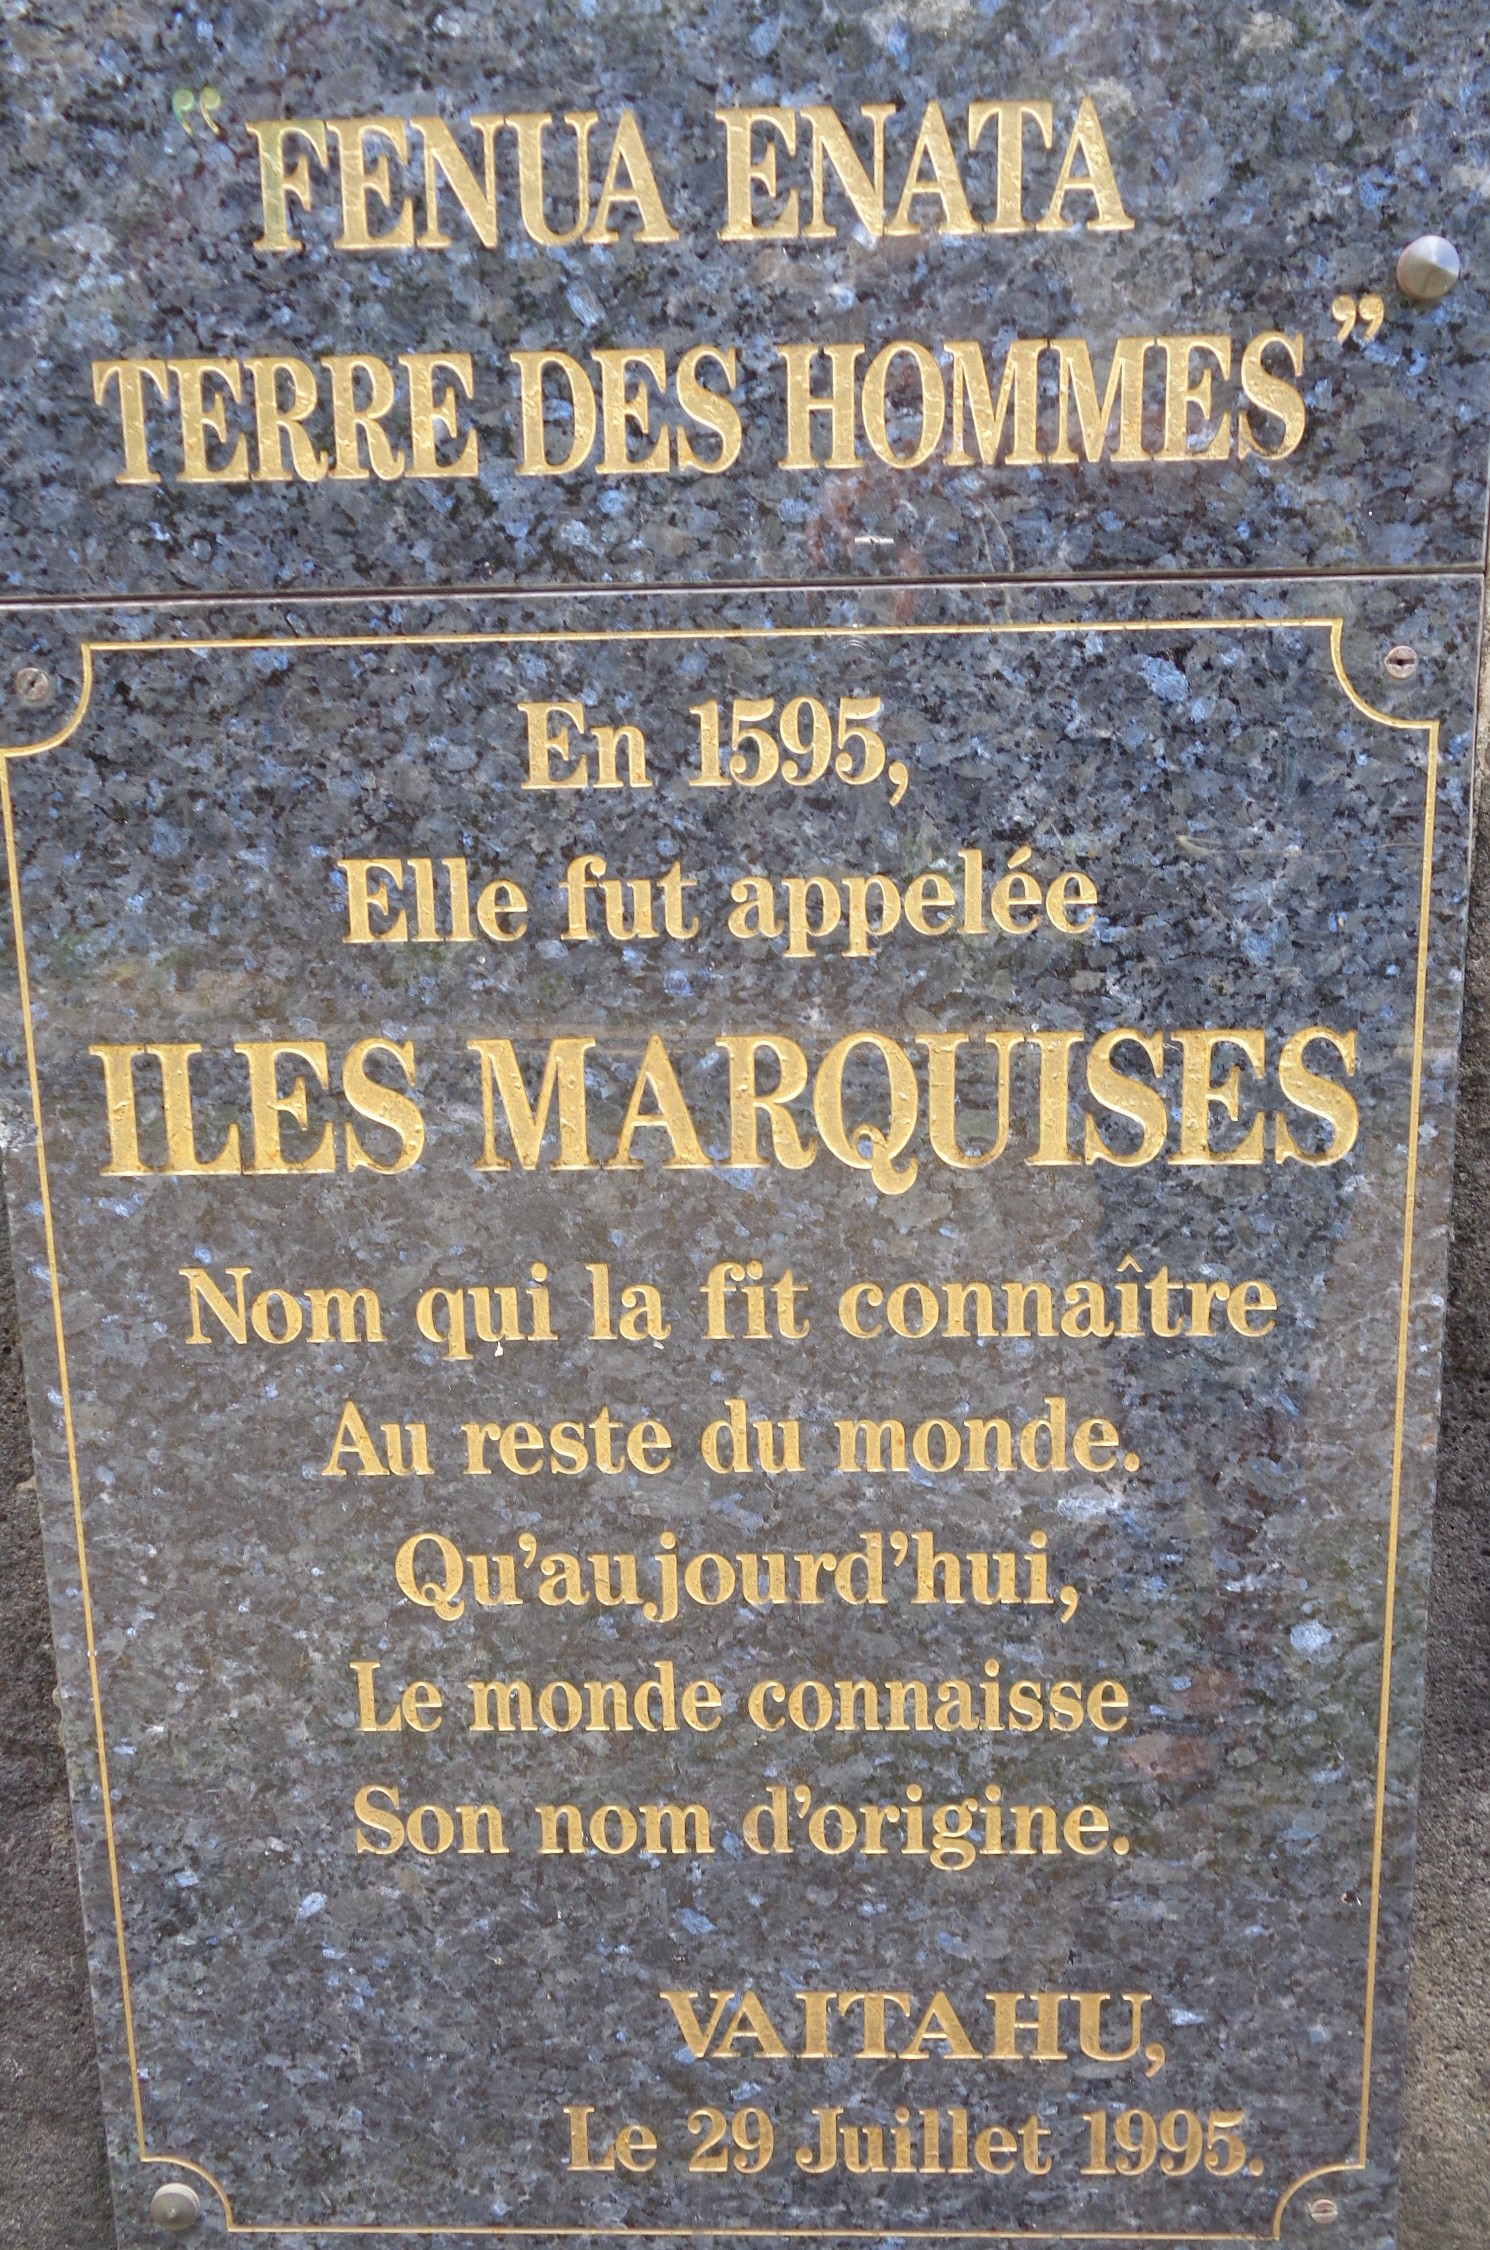 “FENUA ENATA
TERRE DES HOMMES”
En 1595,
Elle fut appelée
ILES MARQUISES
Nom qui la fit connaître
Au reste du monde.
Qu’aujourd’hui,
Le monde connaisse
Son nom d’origine.
VAITAHU,
Le 29 Juillet 1995.